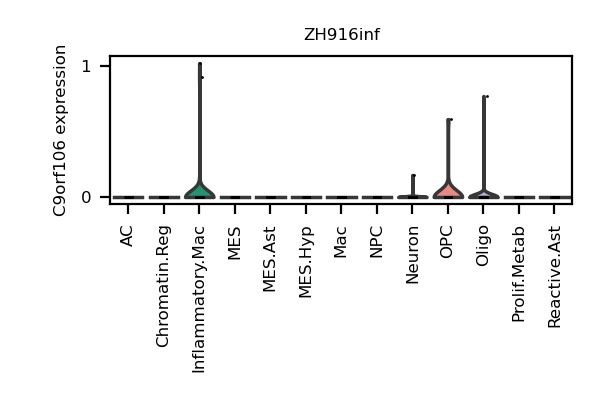 ZH916inf
C9orf106 expression
1
0
AC
Chromatin.Reg
Inflammatory.Mac
MES
MES.Ast
MES.Hyp
Mac
NPC
Neuron
OPC
Oligo
Prolif.Metab
Reactive.Ast